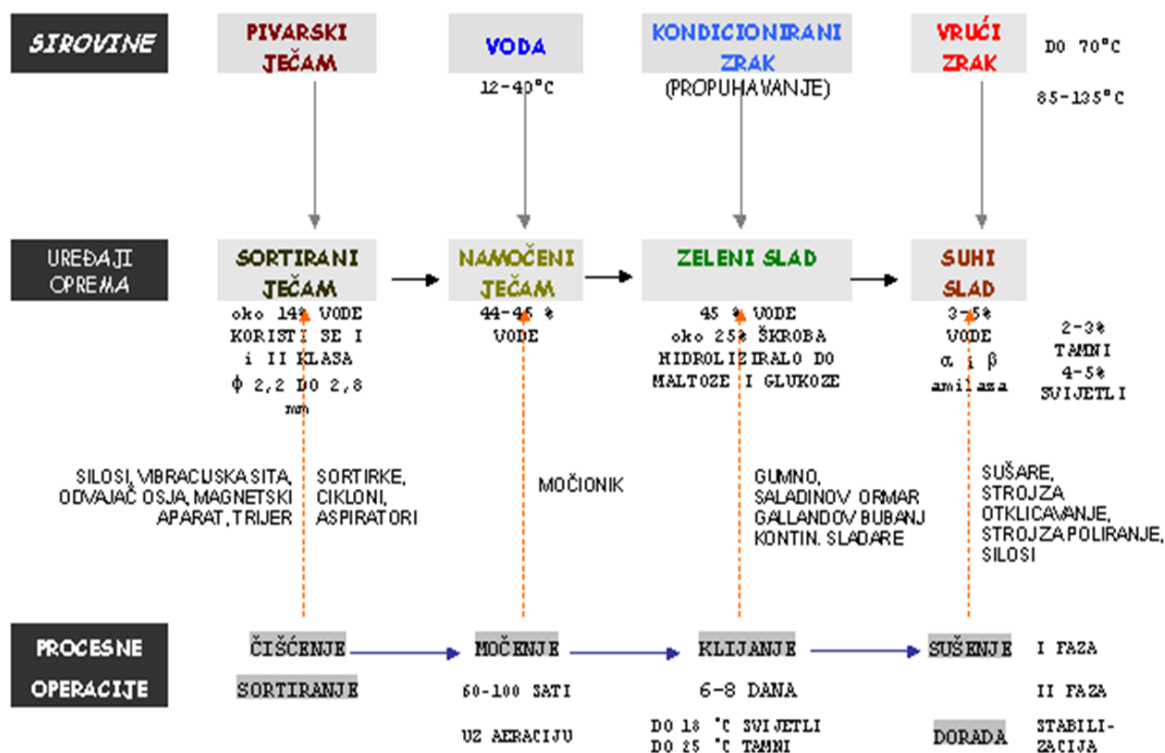 SIROVINE
PIVARSKI
JEČAM
VODA
12-40°C
KONDICIONIRANI
ZRAK
(PROPUHAVANJE)
VRUĆI
ZRAK
DO 70°C
85-135°C
UREĐAJI
OPREMA
SORTIRANI
JEČAM
oko 14% VODE
KORISTI SE I
i II KLASA
ϕ 2,2 DO 2,8
mm
NAMOČENI
JEČAM
44-46 %
VODE
ZELENI SLAD
45 % VODE
oko 25% ŠKROBA
HIDROLIZIRALO DO
MALTOZE I GLUKOZE
SUHI
SLAD
3-5%
VODE
α i β
amilaza
2-3%
TAMNI
4-5%
SVIJETLI
SILOSI, VIBRACIJSKA SITA,
ODVAJAČ OSJA, MAGNETSKI
APARAT, TRIJER
SORTIRKE,
CIKLONI,
ASPIRATORI
MOČIONIK
GUMNO,
SALADINOV ORMAR
GALLANDOV BUBANJ
KONTIN. SLADARE
SUŠARE,
STROJ ZA
OTKLICAVANJE,
STROJ ZA POLIRANJE,
SILOSI
PROCESNE
OPERACIJE
ČIŠĆENJE
SORTIRANJE
MOČENJE
60-100 SATI
UZ AERACIJU
KLIJANJE
6-8 DANA
DO 18 °C SVIJETLI
DO 25 °C TAMNI
SUŠENJE
I FAZA
II FAZA
DORADA
STABILI-
ZACIJA